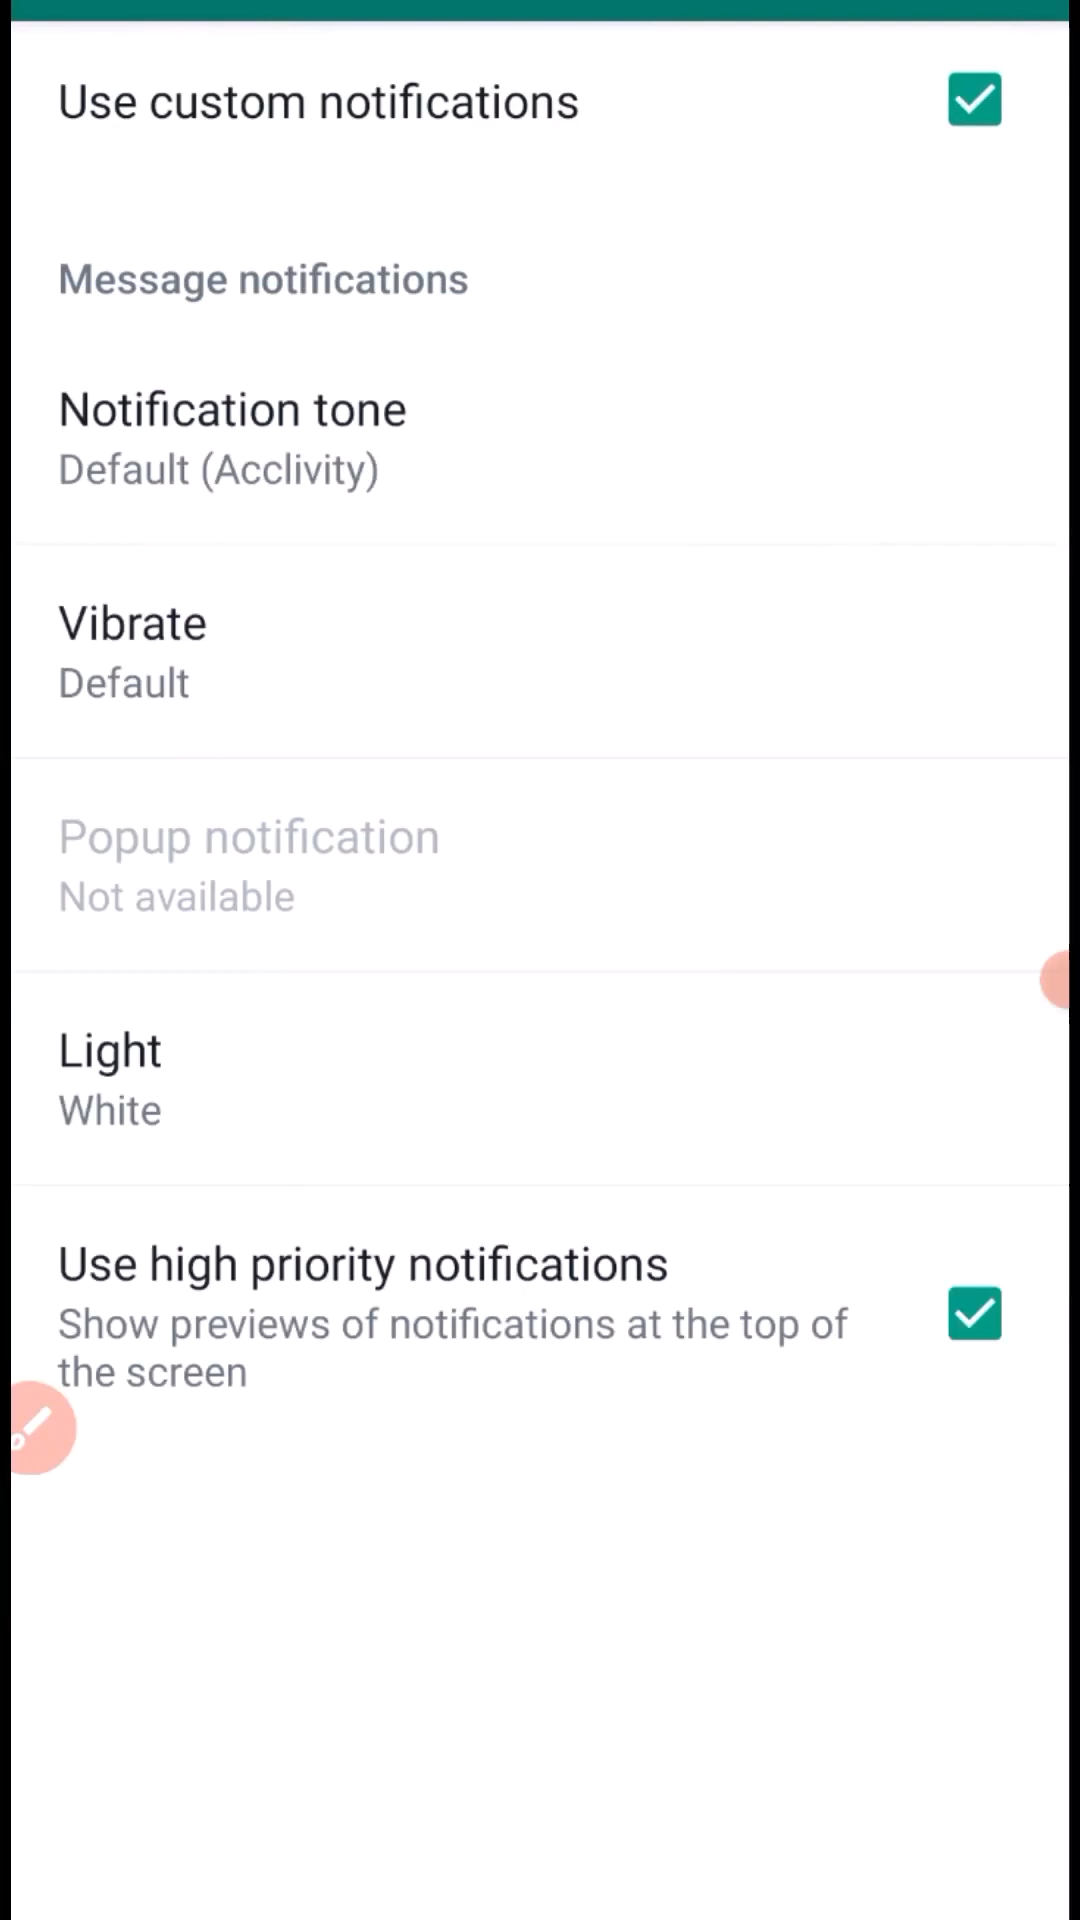 Use custom notifications
Message notifications
Notification tone
Default (Acclivity)
Vibrate
Default
Popup notification
Not available
Light
White
Use high priority notifications
Show previews of notifications at the top of
the screen